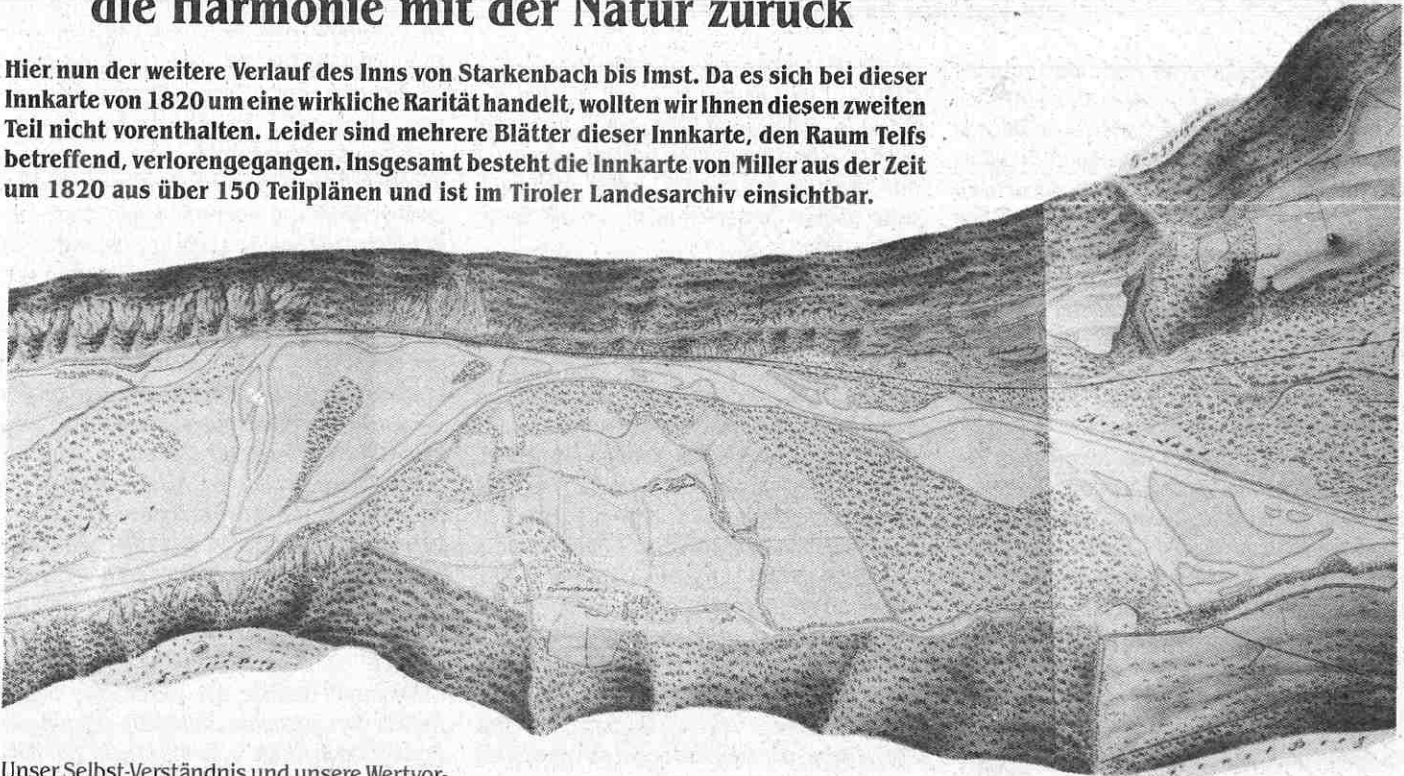 die Harmonie mit der Natur zurück
Hier nun der weitere Verlauf des Inns von Starkenbach bis Imst. Da es sich bei dieser
Innkarte von 1820 um eine wirkliche Rarität handelt, wollten wir Ihnen diesen zweiten
Teil nicht vorenthalten. Leider sind mehrere Blätter dieser Innkarte, den Raum Telfs
betreffend, verlorengegangen. Insgesamt besteht die Innkarte von Miller aus der Zeit
um 1820 aus über 150 Teilplänen und ist im Tiroler Landesarchiv einsichtbar.
Unser Selbst-Verständnis und unsere Wertvor-